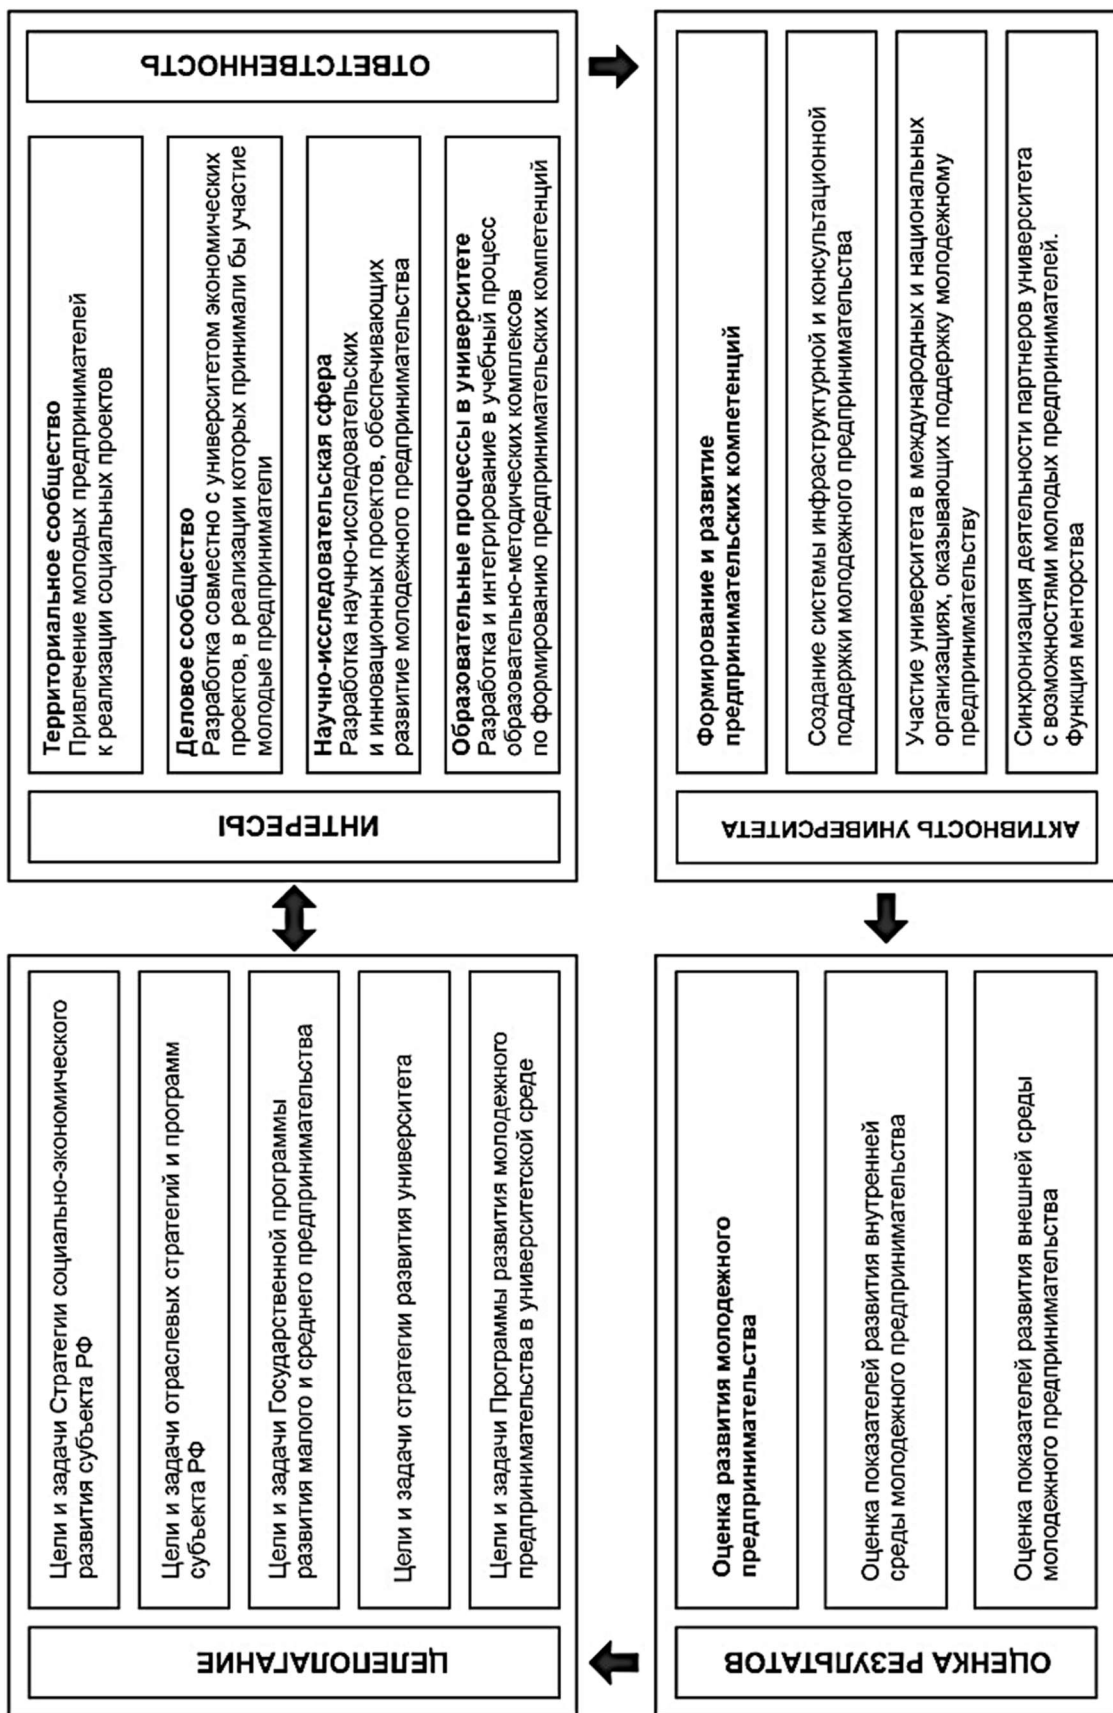 ЦЕЛЕПОЛАГАНИЕ
Цели и задачи Стратегии социально-экономического
развития субъекта РФ
Цели и задачи отраслевых стратегий и программ
субъекта РФ
Цели и задачи Государственной программы
развития малого и среднего предпринимательства
Цели и задачи стратегии развития университета
Цели и задачи Программы развития молодежного
предпринимательства в университетской среде
ИНТЕРЕСЫ
Территориальное сообщество
Привлечение молодых предпринимателей
к реализации социальных проектов
Деловое сообщество
Разработка совместно с университетом экономических
проектов, в реализации которых принимали бы участие
молодые предприниматели
Научно-исследовательская сфера
Разработка научно-исследовательских
и инновационных проектов, обеспечивающих
развитие молодежного предпринимательства
Образовательные процессы в университете
Разработка и интегрирование в учебный процесс
образовательно-методических комплексов
по формированию предпринимательских компетенций
ОТВЕТСТВЕННОСТЬ
ОЦЕНКА РЕЗУЛЬТАТОВ
Оценка развития молодежного
предпринимательства
Оценка показателей развития внутренней
среды молодежного предпринимательства
Оценка показателей развития внешней среды
молодежного предпринимательства
АКТИВНОСТЬ УНИВЕРСИТЕТА
Формирование и развитие
предпринимательских компетенций
Создание системы инфраструктурной и консультационной
поддержки молодежного предпринимательства
Участие университета в международных и национальных
организациях, оказывающих поддержку молодежному
предпринимательству
Синхронизация деятельности партнеров университета
с возможностями молодых предпринимателей.
Функция менторства